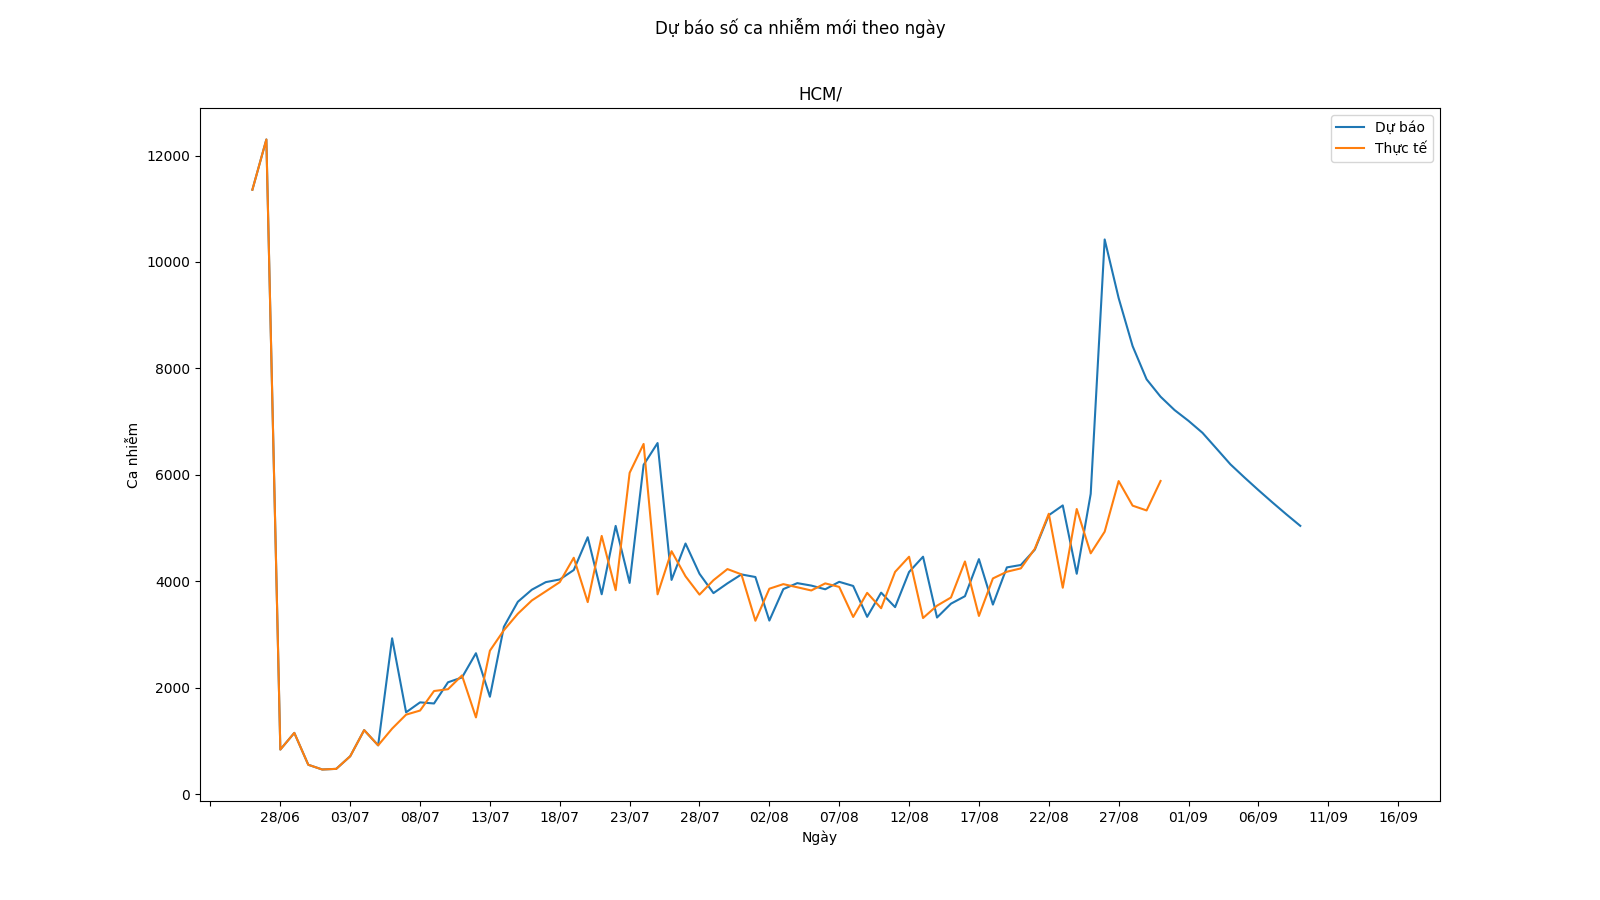 Dự báo số ca nhiễm mới theo ngày
HCM/
Dự báo
Thực tế
12000
10000
8000
6000
4000
2000
0
Ca nhiễm
28/06 03/07 08/07 13/07 18/07 23/07 28/07 02/08 07/08 12/08 17/08 22/08 27/08 01/09 06/09 11/09 16/09
Ngày